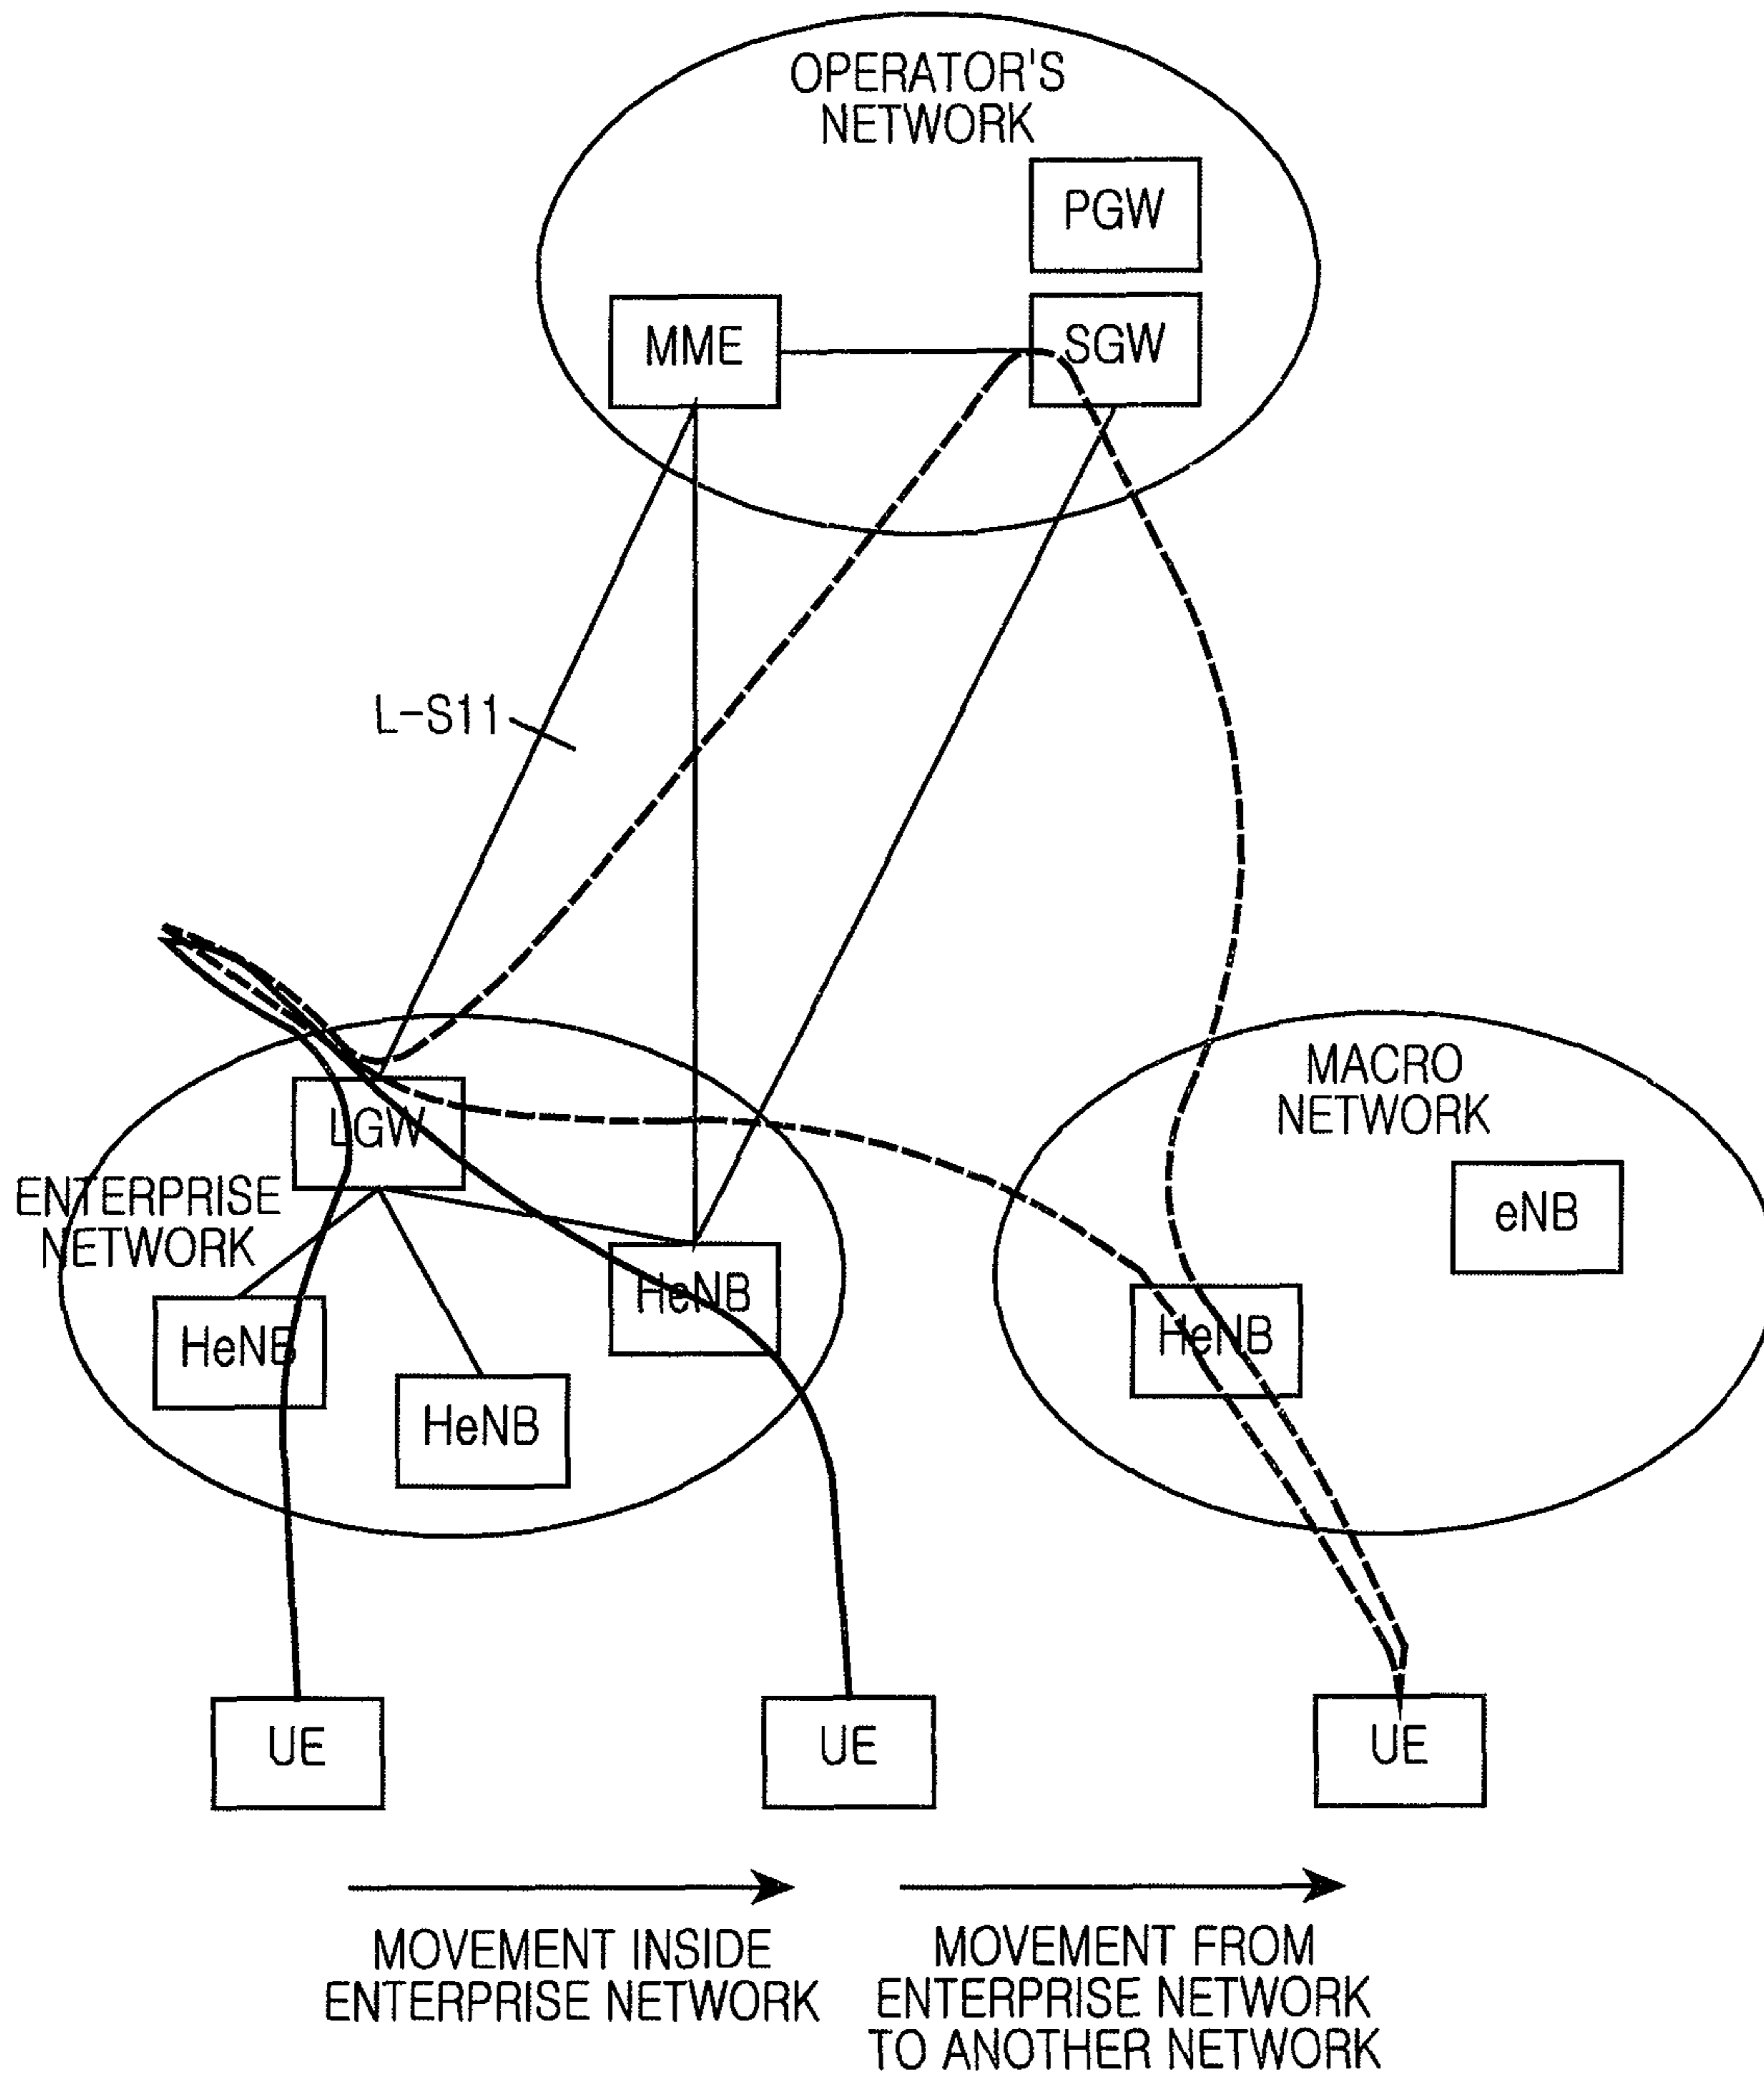 OPERATOR'S
NETWORK
PGW
MME
SGW
L-S11
LGW
ENTERPRISE
NETWORK
HeNB
HeNB
HeNB
MACRO
NETWORK
eNB
HeNB
UE
UE
UE
MOVEMENT INSIDE
ENTERPRISE NETWORK
MOVEMENT FROM
ENTERPRISE NETWORK
TO ANOTHER NETWORK